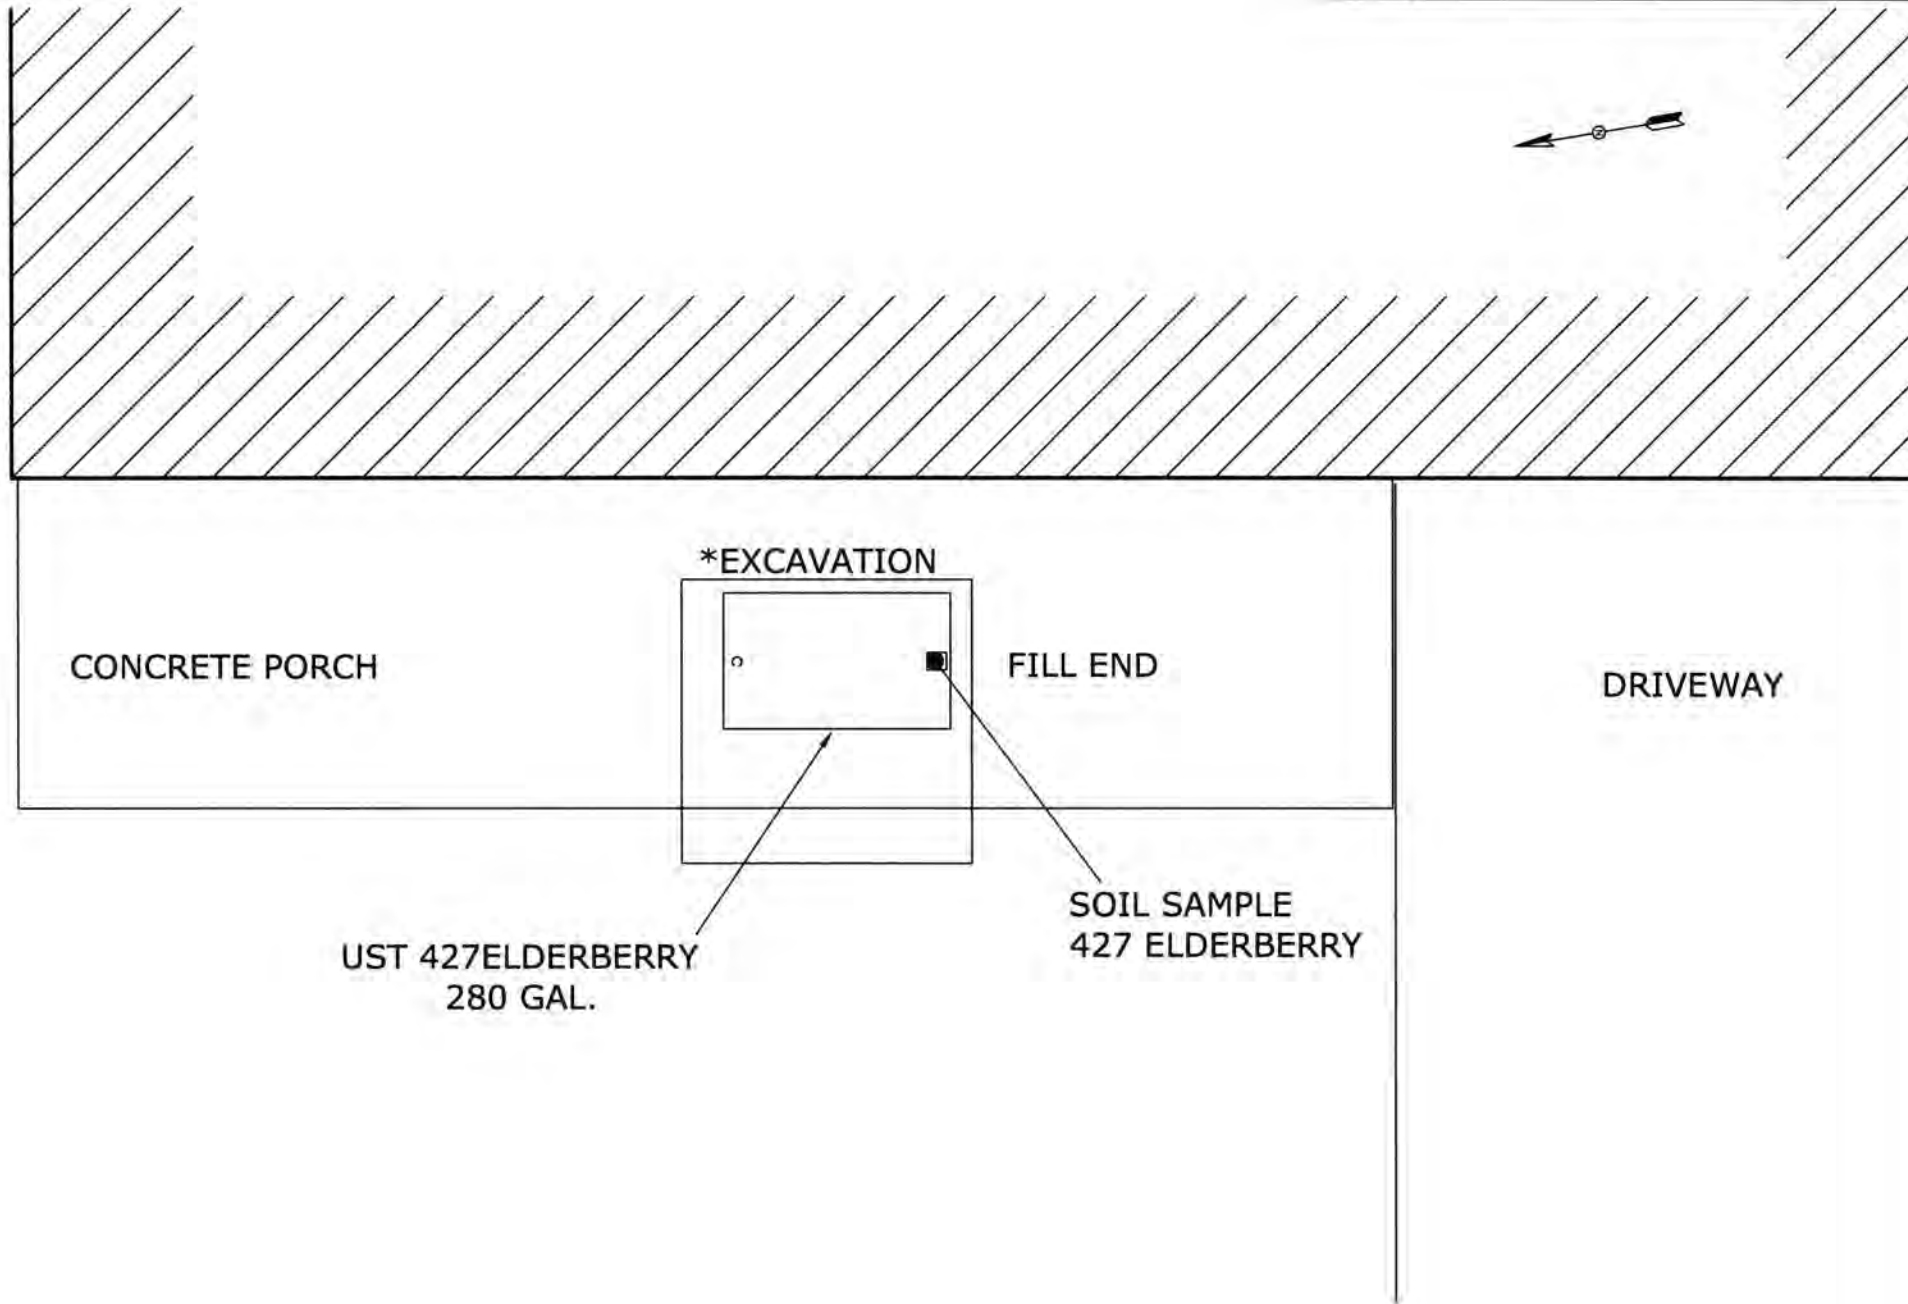 *EXCAVATION
CONCRETE PORCH
FILL END
DRIVEWAY
SOIL SAMPLE
427 ELDERBERRY
UST 427ELDERBERRY
280 GAL.
N